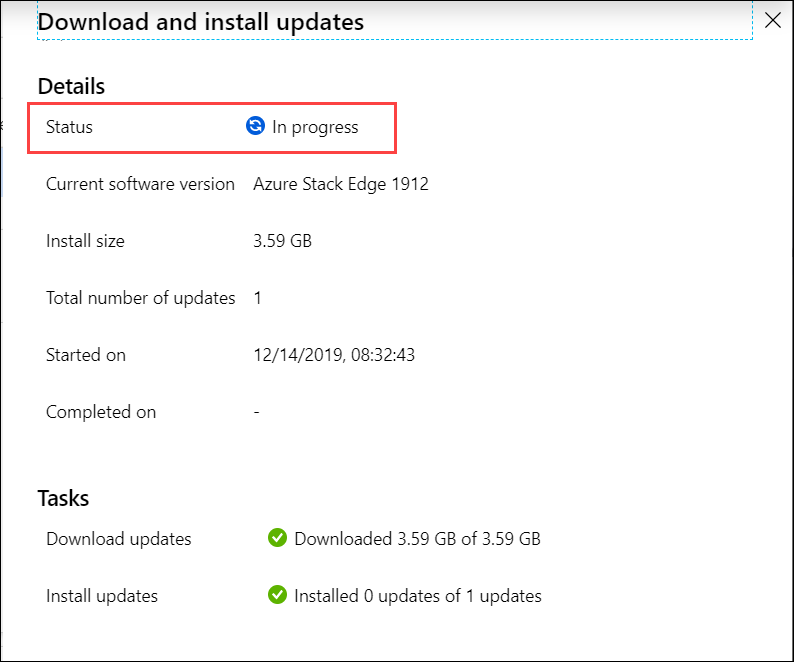 Download and install updates
Details
Status In progress
Current software version Azure Stack Edge 1912
Install size 3.59 GB
Total number of updates 1
Started on 12/14/2019, 08:32:43
Completed on -
Tasks
Download updates Downloaded 3.59 GB of 3.59 GB
Install updates Installed 0 updates of 1 updates